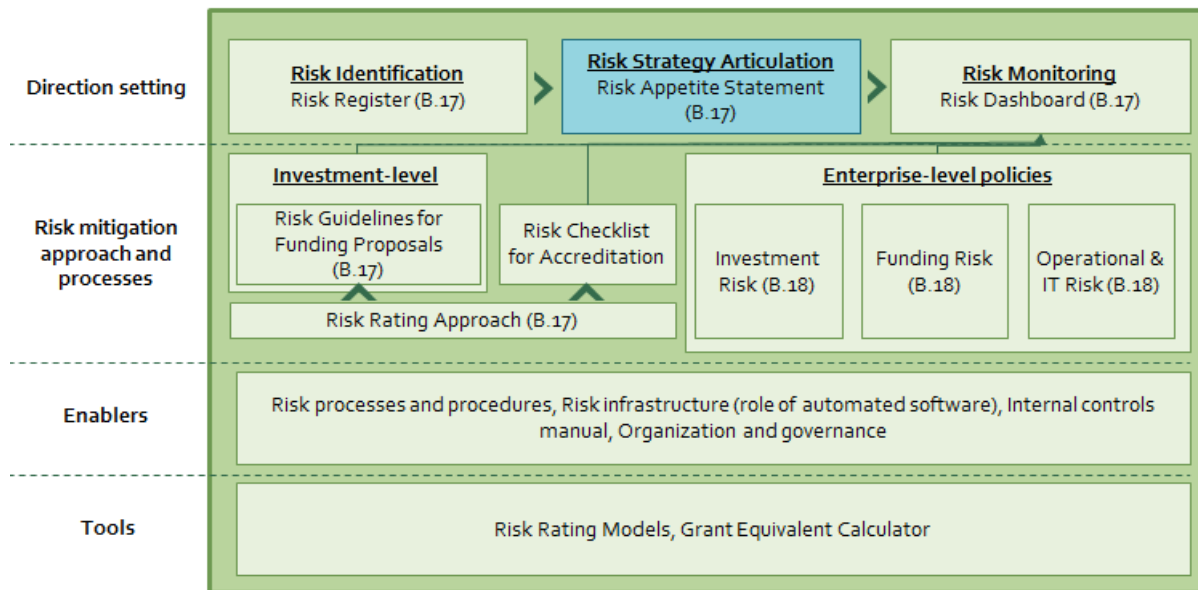 Direction setting
Risk Identification
Risk Register (B.17)
Risk Strategy Articulation
Risk Appetite Statement
(B.17)
Risk Monitoring
Risk Dashboard (B.17)
Risk mitigation
approach and
processes
Investment-level
Risk Guidelines for
Funding Proposals
(B.17)
Risk Checklist
for Accreditation
Risk Rating Approach (B.17)
Enterprise-level policies
Investment
Risk (B.18)
Funding Risk
(B.18)
Operational &
IT Risk (B.18)
Enablers
Risk processes and procedures, Risk infrastructure (role of automated software), Internal controls
manual, Organization and governance
Tools
Risk Rating Models, Grant Equivalent Calculator